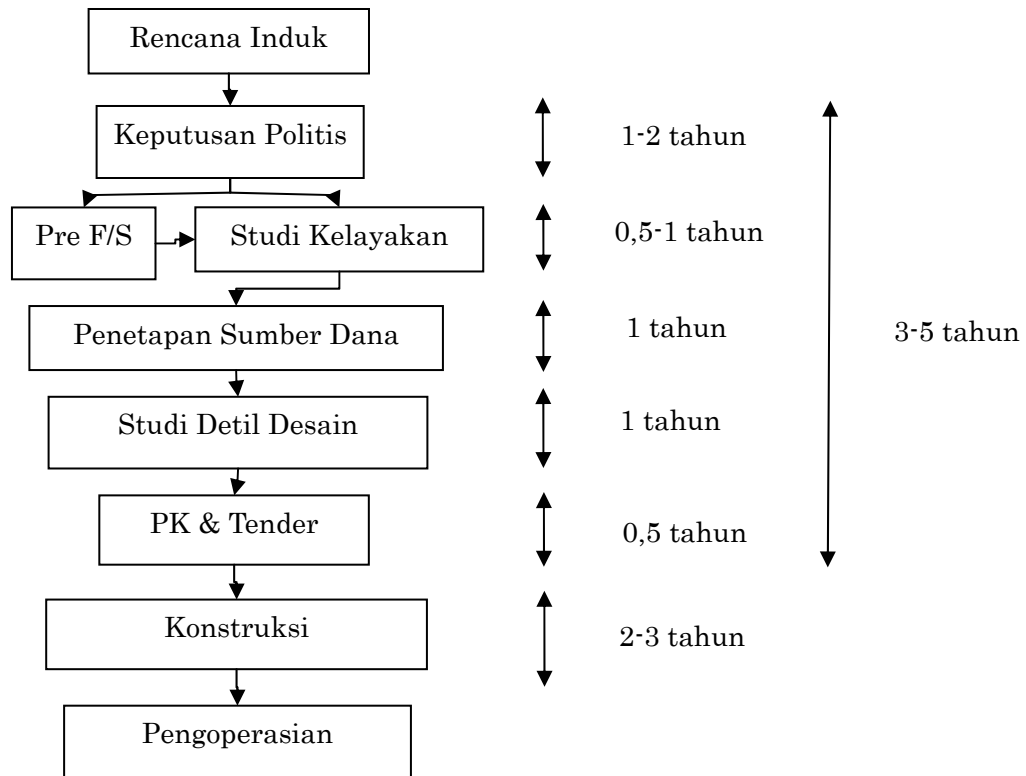 Rencana Induk
Keputusan Politis
1-2 tahun
Pre F/S
Studi Kelayakan
0,5-1 tahun
Penetapan Sumber Dana
1 tahun
3-5 tahun
Studi Detil Desain
1 tahun
PK & Tender
0,5 tahun
Konstruksi
2-3 tahun
Pengoperasian